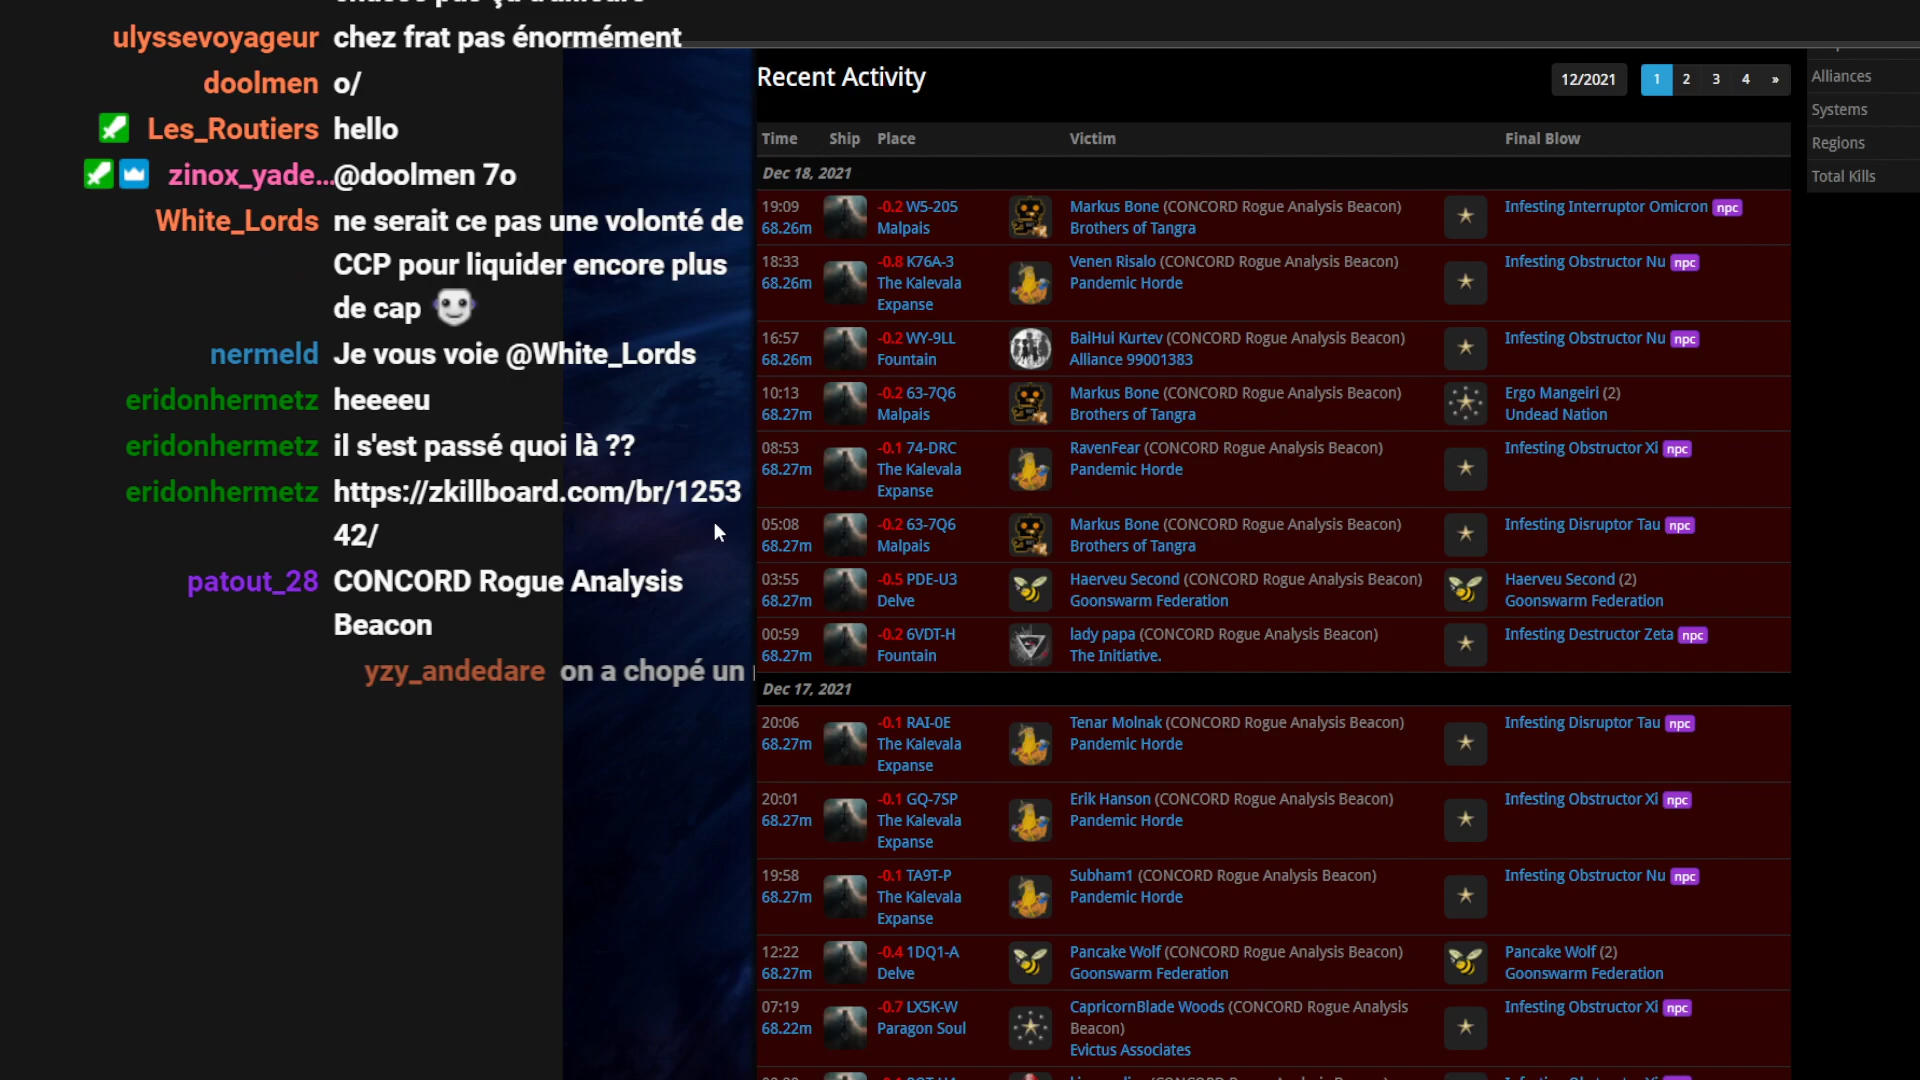 ulyssevoyageur chez frat pas énormément
doolmen o/
Les_Routiers hello
zinox_yade... @doolmen 7o
White_Lords ne serait ce pas une volonté de
CCP pour liquider encore plus
de cap
nermeld Je vous voie @White_Lords
eridonhermetz heeeeu
eridonhermetz il s'est passé quoi là ??
eridonhermetz https://zkillboard.com/br/1253
42/
patout_28 CONCORD Rogue Analysis
Beacon
yzy_andedare on a chopé un
Recent Activity
12/2021 1 2 3 4 »
Alliances
Systems
Regions
Total Kills
Time Ship Place Victim Final Blow
Dec 18, 2021
19:09 -0.2 W5-205 Markus Bone (CONCORD Rogue Analysis Beacon) Infesting Interruptor Omicron npc
68.26m Malpais Brothers of Tangra
18:33 -0.8 K76A-3 Venen Risalo (CONCORD Rogue Analysis Beacon) Infesting Obstructor Nu npc
68.26m The Kalevala Pandemic Horde
Expanse
16:57 -0.2 WY-9LL BaiHui Kurtev (CONCORD Rogue Analysis Beacon) Infesting Obstructor Nu npc
68.26m Fountain Alliance 99001383
10:13 -0.2 63-7Q6 Markus Bone (CONCORD Rogue Analysis Beacon) Ergo Mangeiri (2)
68.27m Malpais Brothers of Tangra Undead Nation
08:53 -0.1 74-DRC RavenFear (CONCORD Rogue Analysis Beacon) Infesting Obstructor Xi npc
68.27m The Kalevala Pandemic Horde
Expanse
05:08 -0.2 63-7Q6 Markus Bone (CONCORD Rogue Analysis Beacon) Infesting Disruptor Tau npc
68.27m Malpais Brothers of Tangra
03:55 -0.5 PDE-U3 Haerveu Second (CONCORD Rogue Analysis Beacon) Haerveu Second (2)
68.27m Delve Goonswarm Federation Goonswarm Federation
00:59 -0.2 6VDT-H lady papa (CONCORD Rogue Analysis Beacon) Infesting Destructor Zeta npc
68.27m Fountain The Initiative.
Dec 17, 2021
20:06 -0.1 RAI-0E Tenar Molnak (CONCORD Rogue Analysis Beacon) Infesting Disruptor Tau npc
68.27m The Kalevala Pandemic Horde
Expanse
20:01 -0.1 GQ-7SP Erik Hanson (CONCORD Rogue Analysis Beacon) Infesting Obstructor Xi npc
68.27m The Kalevala Pandemic Horde
Expanse
19:58 -0.1 TA9T-P Subham1 (CONCORD Rogue Analysis Beacon) Infesting Obstructor Nu npc
68.27m The Kalevala Pandemic Horde
Expanse
12:22 -0.4 1DQ1-A Pancake Wolf (CONCORD Rogue Analysis Beacon) Pancake Wolf (2)
68.27m Delve Goonswarm Federation Goonswarm Federation
07:19 -0.7 LX5K-W CapricornBlade Woods (CONCORD Rogue Analysis Infesting Obstructor Xi npc
68.22m Paragon Soul Beacon)
Evictus Associates